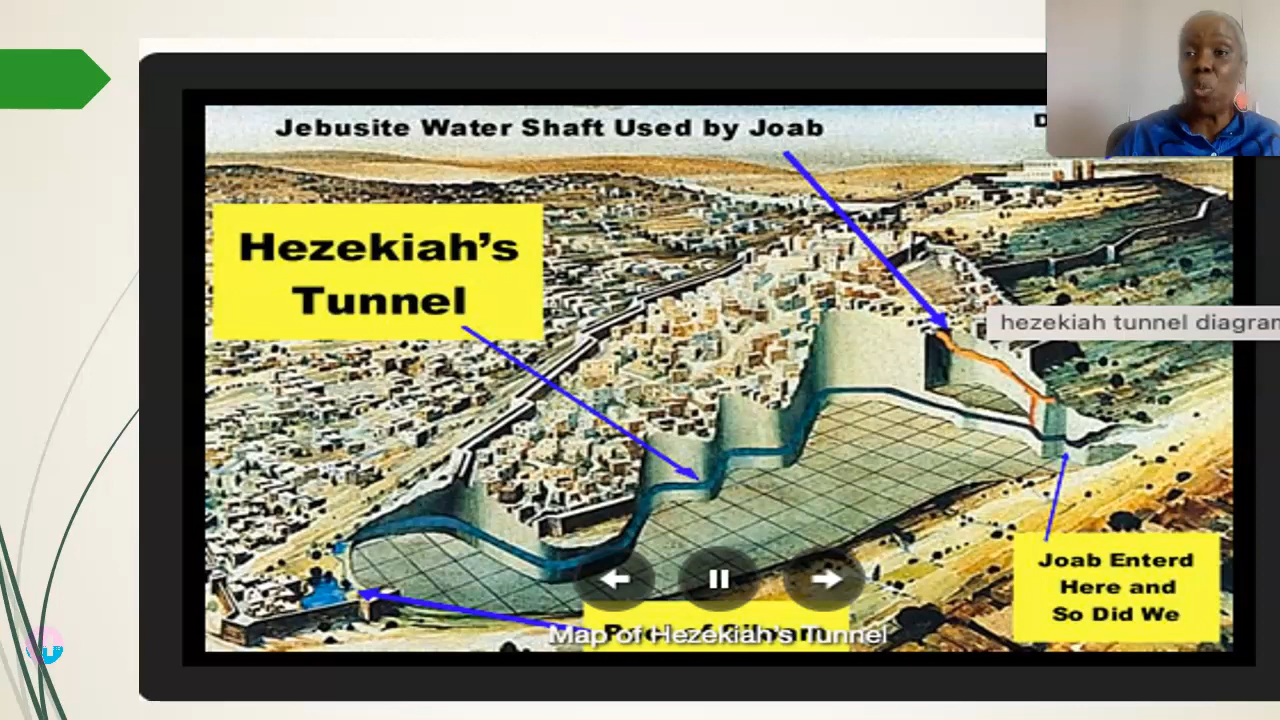 Jebusite Water Shaft Used by Joab
D
Hezekiah's
Tunnel
hezekiah tunnel diagram
Joab Enterd
Here and
So Did We
Map of Hezekiah's Tunnel